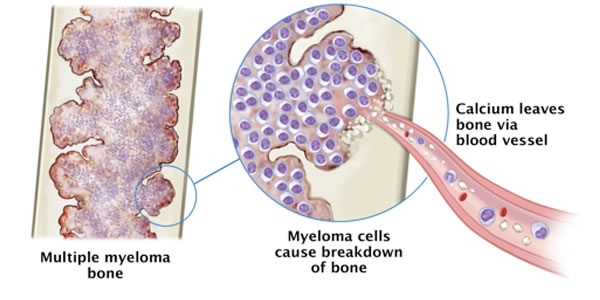 Calcium leaves
bone via
blood vessel
Multiple myeloma
bone
Myeloma cells
cause breakdown
of bone